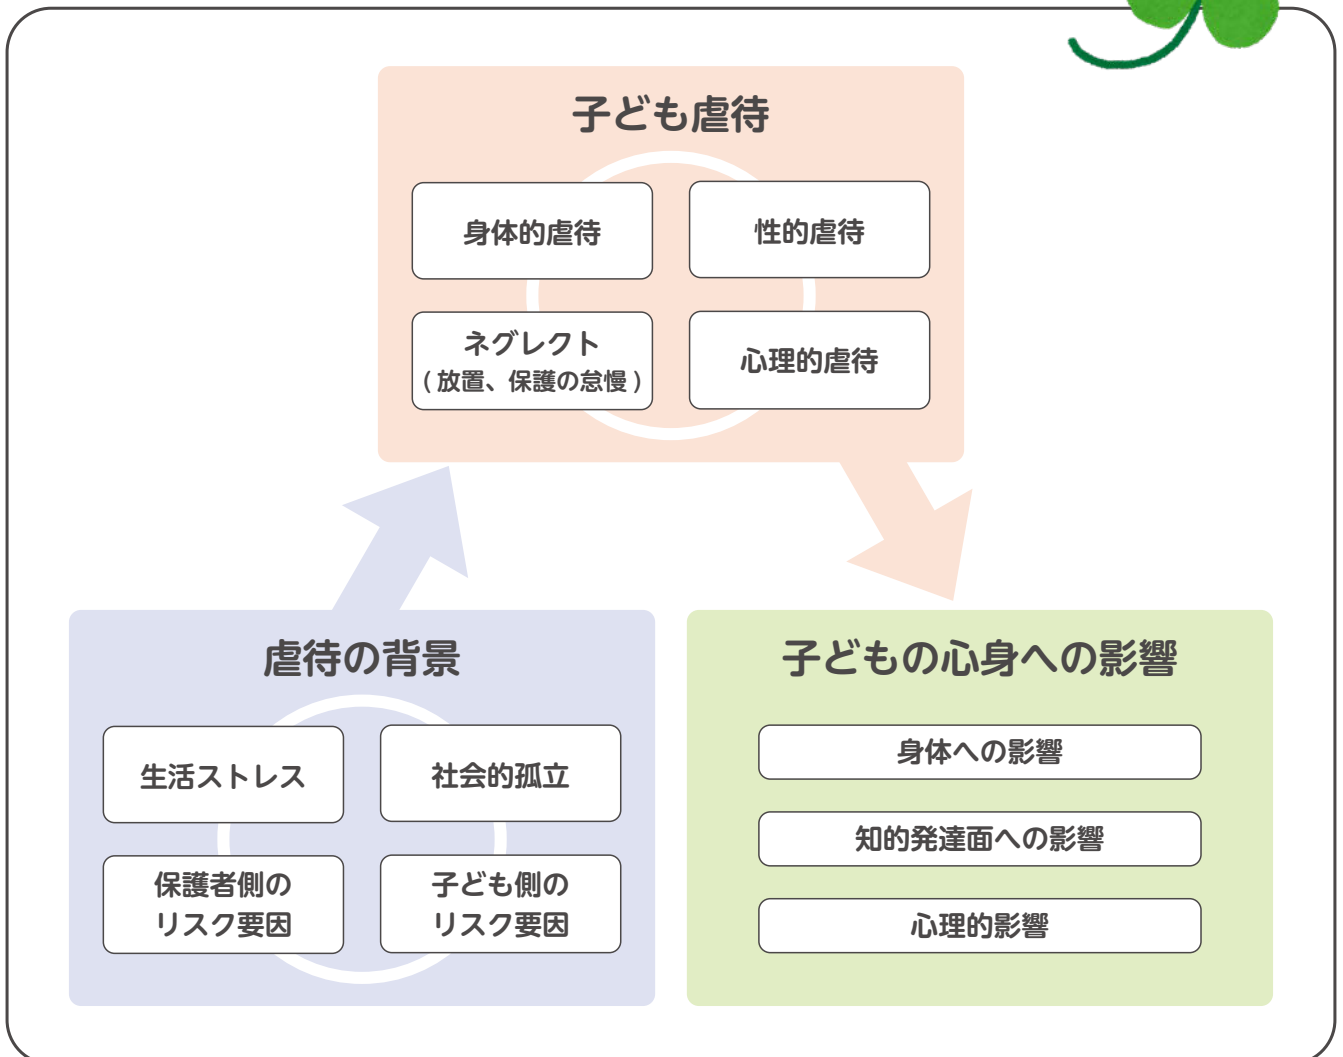 子ども虐待
身体的虐待
性的虐待
ネグレクト
(放置、保護の怠慢)
心理的虐待
虐待の背景
生活ストレス
社会的孤立
保護者側の
リスク要因
子ども側の
リスク要因
子どもの心身への影響
身体への影響
知的発達面への影響
心理的影響